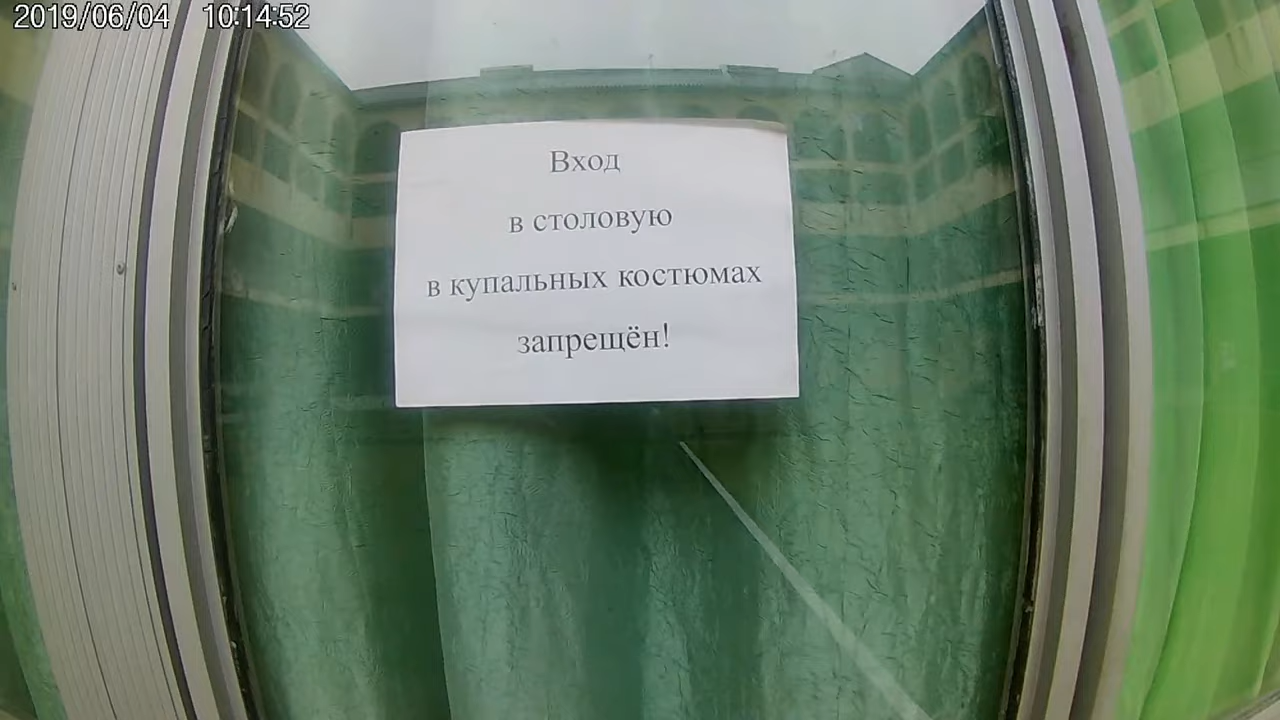 2019/06/04 10:14:52
Вход
в столовую
в купальных костюмах
запрещён!